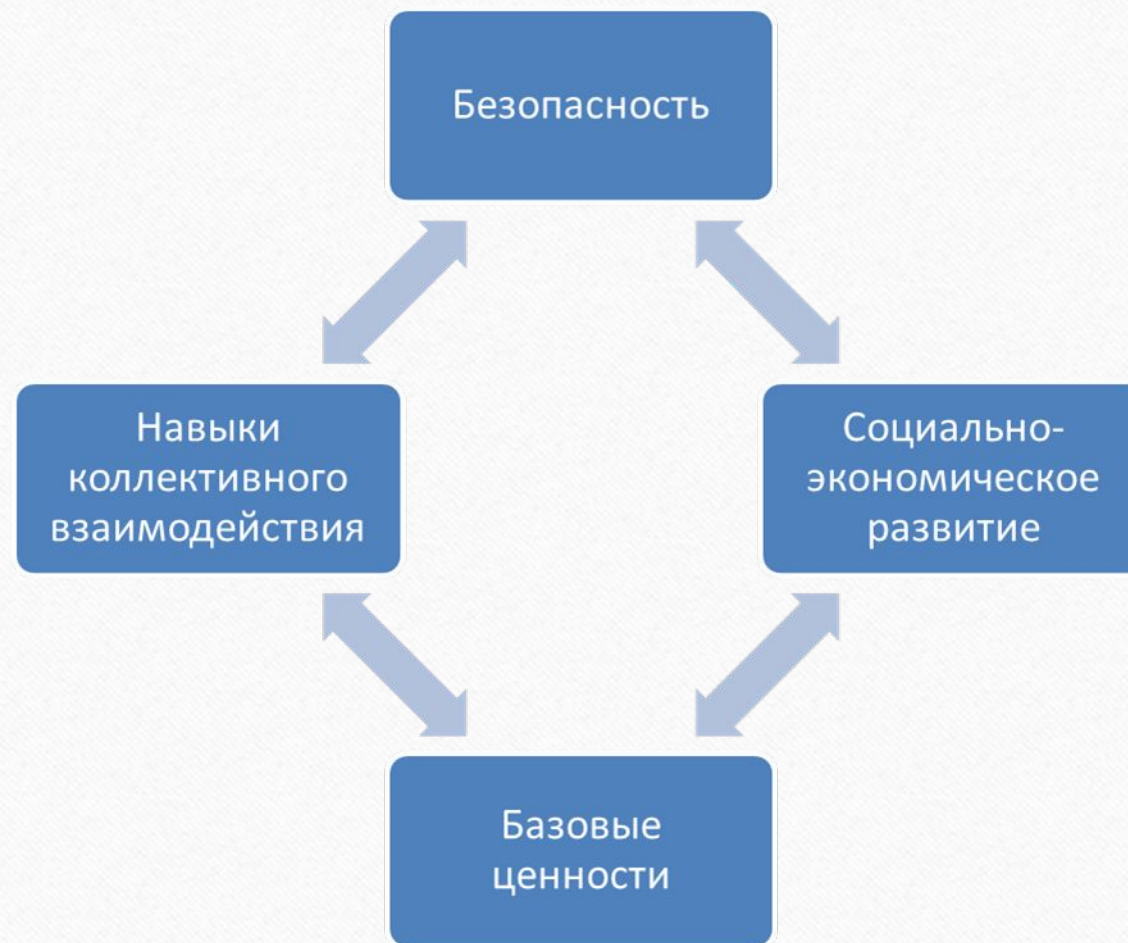 Безопасность
Навыки
коллективного
взаимодействия
Социально-
экономическое
развитие
Базовые
ценности